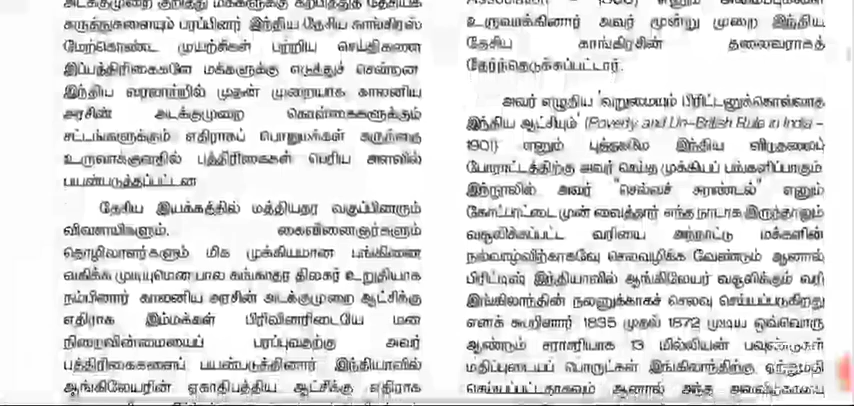 அடக்குமுறை குறித்து மக்களுக்கு கற்பித்துத் தேசியக்
கருத்துகளையும் பரப்பினர் இந்திய தேசிய காங்கிரஸ்
மேற்கொண்ட முயற்சிகள் பற்றிய செய்திகளை
இப்பத்திரிகைகளே மக்களுக்கு எடுத்துச் சென்றன
இந்திய வரலாற்றில் முதன் முறையாக காலனிய
அரசின் அடக்குமுறை கொள்கைகளுக்கும்
சட்டங்களுக்கும் எதிராகப் பொதுமக்கள் கருத்தை
உருவாக்குவதில் பத்திரிகைகள் பெரிய அளவில்
பயன்படுத்தப்பட்டன
தேசிய இயக்கத்தில் மத்தியதர வகுப்பினரும்
விவசாயிகளும், கைவினைஞர்களும்
தொழிலாளர்களும் மிக முக்கியமான பங்கினை
வகிக்க முடியுமென பால கங்காதர திலகர் உறுதியாக
நம்பினார் காலனிய அரசின் அடக்குமுறை ஆட்சிக்கு
எதிராக இம்மக்கள் பிரிவினரிடையே மன
நிறைவின்மையைப் பரப்புவதற்கு அவர்
பத்திரிகைகளைப் பயன்படுத்தினார் இந்தியாவில்
ஆங்கிலேயரின் ஏகாதிபத்திய ஆட்சிக்கு எதிராக
உருவாக்கினார் அவர் மூன்று முறை இந்திய
தேசிய காங்கிரசின் தலைவராகத்
தேர்ந்தெடுக்கப்பட்டார்.
அவர் எழுதிய 'வறுமையும் பிரிட்டனுக்கொவ்வாத
இந்திய ஆட்சியும்' (Poverty and Un-British Rule in India –
1901) எனும் புத்தகமே இந்திய விடுதலைப்
போராட்டத்திற்கு அவர் செய்த முக்கியப் பங்களிப்பாகும்
இந்நூலில் அவர் "செல்வச் சுரண்டல்" எனும்
கோட்பாட்டை முன் வைத்தார் எந்த நாடாக இருந்தாலும்
வசூலிக்கப்பட்ட வரியை அந்நாட்டு மக்களின்
நல்வாழ்விற்காகவே செலவழிக்க வேண்டும் ஆனால்
பிரிட்டிஷ் இந்தியாவில் ஆங்கிலேயர் வசூலிக்கும் வரி
இங்கிலாந்தின் நலனுக்காகச் செலவு செய்யப்படுகிறது
எனக் கூறினார் 1835 முதல் 1872 முடிய ஒவ்வொரு
ஆண்டும் சராசரியாக 13 மில்லியன் பவுண்டுகள்
மதிப்புடைய பொருட்கள் இங்கிலாந்திற்கு ஏற்றுமதி
செய்யப்பட்டதாகவும் ஆனால் அந்த அளவிற்கான